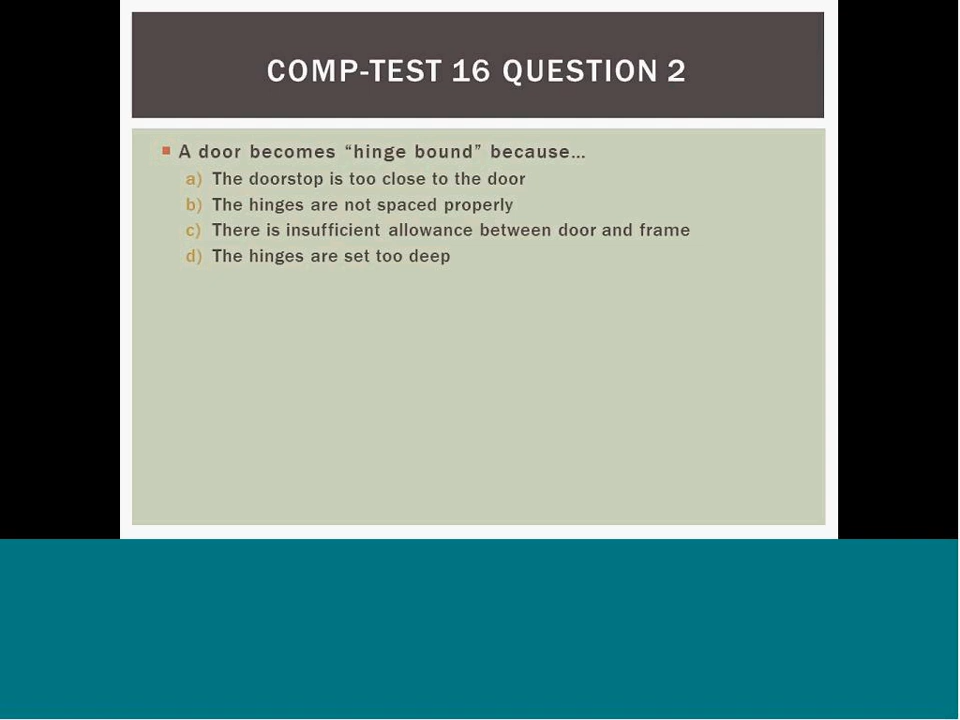 COMP-TEST 16 QUESTION 2
A door becomes “hinge bound” because…
a) The doorstop is too close to the door
b) The hinges are not spaced properly
c) There is insufficient allowance between door and frame
d) The hinges are set too deep